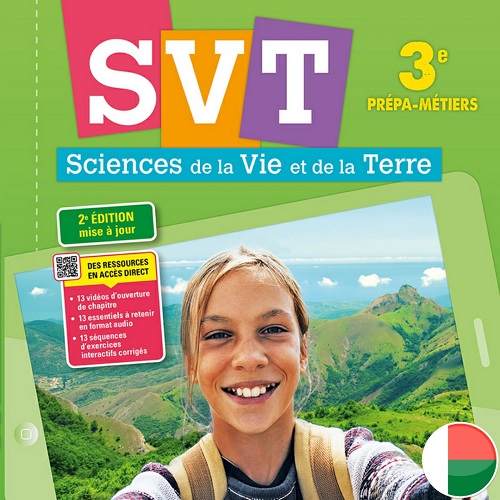 SVT
3e
PRÉPA-MÉTIERS
Sciences de la Vie et de la Terre
2e ÉDITION
mise à jour
DES RESSOURCES
EN ACCÈS DIRECT
• 13 vidéos d'ouverture
de chapitre
• 13 essentiels à retenir
en format audio
• 13 séquences
d'exercices
interactifs corrigés